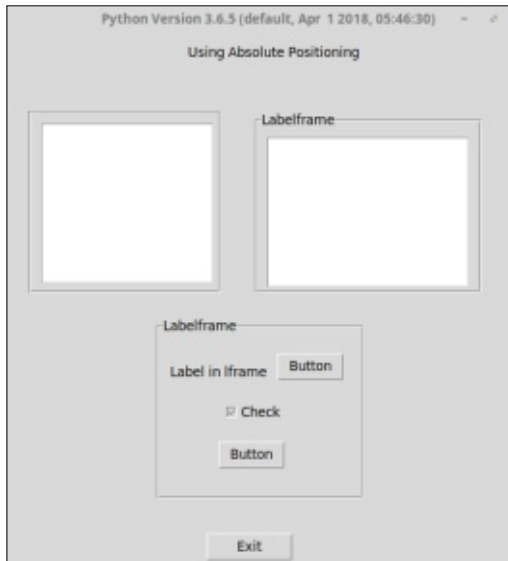 Python Version 3.6.5 (default, Apr 1 2018, 05:46:30)
Using Absolute Positioning
Labelframe
Labelframe
Label in lframe
Button
Check
Button
Exit